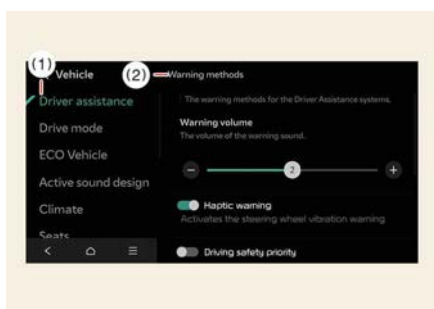 (1)
Vehicle
(2)
Warning methods
Driver assistance
The warning methods for the Driver Assistance systems.
Drive mode
Warning volume
The volume of the warning sound.
ECO Vehicle
2
Active sound design
Haptic warning
Activates the steering wheel vibration warning
Climate
Seats
Driving safety priority